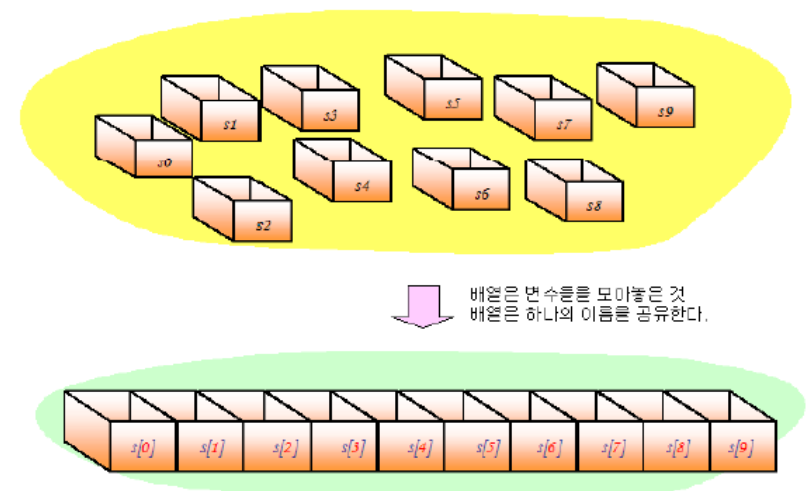 s0
s1
s2
s3
s4
s5
s6
s7
s8
s9
배열은 변수들을 모아놓은 것
배열은 하나의 이름을 공유한다.
s[0] s[1] s[2] s[3] s[4] s[5] s[6] s[7] s[8] s[9]